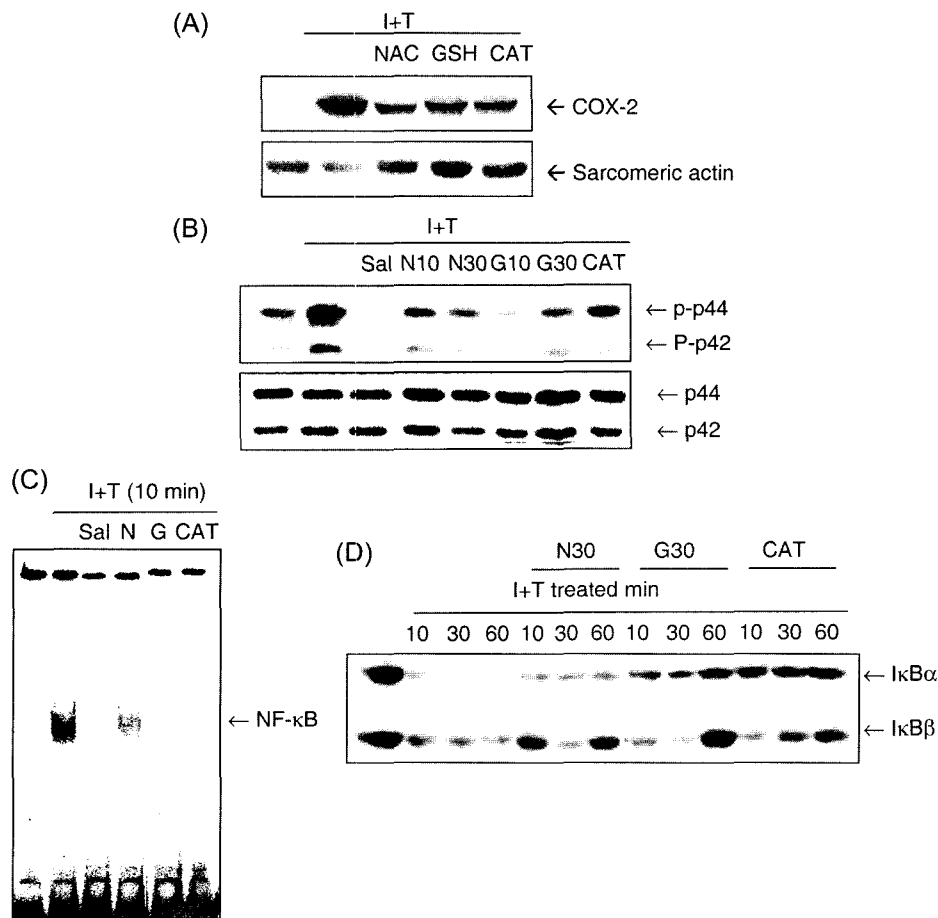 (A)
I+T
NAC GSH CAT
← COX-2
← Sarcomeric actin
(B)
I+T
Sal N10 N30 G10 G30 CAT
← p-p44
← P-p42
← p44
← p42
(C)
I+T (10 min)
Sal N G CAT
← NF-κB
(D)
N30 G30 CAT
I+T treated min
10 30 60 10 30 60 10 30 60 10 30 60
← IκBα
← IκBβ